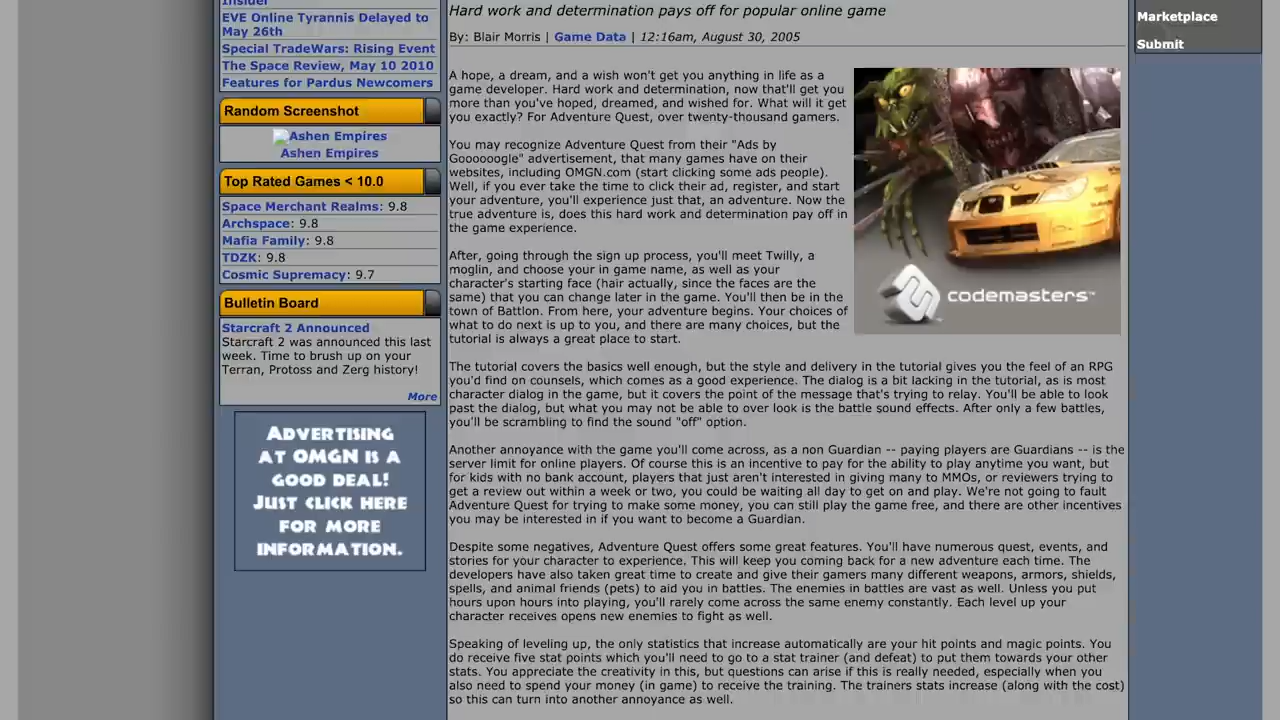 Insider
EVE Online Tyrannis Delayed to
May 26th
Special TradeWars: Rising Event
The Space Review, May 10 2010
Features for Pardus Newcomers
Random Screenshot
Ashen Empires
Ashen Empires
Top Rated Games < 10.0
Space Merchant Realms: 9.8
Archspace: 9.8
Mafia Family: 9.8
TDZK: 9.8
Cosmic Supremacy: 9.7
Bulletin Board
Starcraft 2 Announced
Starcraft 2 was announced this last
week. Time to brush up on your
Terran, Protoss and Zerg history!
More
ADVERTISING
AT OMGN IS A
GOOD DEAL!
JUST CLICK HERE
FOR MORE
INFORMATION.
Hard work and determination pays off for popular online game
By: Blair Morris | Game Data | 12:16am, August 30, 2005
A hope, a dream, and a wish won't get you anything in life as a
game developer. Hard work and determination, now that'll get you
more than you've hoped, dreamed, and wished for. What will it get
you exactly? For Adventure Quest, over twenty-thousand gamers.
You may recognize Adventure Quest from their "Ads by
Goooooogle" advertisement, that many games have on their
websites, including OMGN.com (start clicking some ads people).
Well, if you ever take the time to click their ad, register, and start
your adventure, you'll experience just that, an adventure. Now the
true adventure is, does this hard work and determination pay off in
the game experience.
After, going through the sign up process, you'll meet Twilly, a
moglin, and choose your in game name, as well as your
character's starting face (hair actually, since the faces are the
same) that you can change later in the game. You'll then be in the
town of Battlon. From here, your adventure begins. Your choices of
what to do next is up to you, and there are many choices, but the
tutorial is always a great place to start.
codemasters™
The tutorial covers the basics well enough, but the style and delivery in the tutorial gives you the feel of an RPG
you'd find on counsels, which comes as a good experience. The dialog is a bit lacking in the tutorial, as is most
character dialog in the game, but it covers the point of the message that's trying to relay. You'll be able to look
past the dialog, but what you may not be able to over look is the battle sound effects. After only a few battles,
you'll be scrambling to find the sound "off" option.
Another annoyance with the game you'll come across, as a non Guardian -- paying players are Guardians -- is the
server limit for online players. Of course this is an incentive to pay for the ability to play anytime you want, but
for kids with no bank account, players that just aren't interested in giving many to MMOs, or reviewers trying to
get a review out within a week or two, you could be waiting all day to get on and play. We're not going to fault
Adventure Quest for trying to make some money, you can still play the game free, and there are other incentives
you may be interested in if you want to become a Guardian.
Despite some negatives, Adventure Quest offers some great features. You'll have numerous quest, events, and
stories for your character to experience. This will keep you coming back for a new adventure each time. The
developers have also taken great time to create and give their gamers many different weapons, armors, shields,
spells, and animal friends (pets) to aid you in battles. The enemies in battles are vast as well. Unless you put
hours upon hours into playing, you'll rarely come across the same enemy constantly. Each level up your
character receives opens new enemies to fight as well.
Speaking of leveling up, the only statistics that increase automatically are your hit points and magic points. You
do receive five stat points which you'll need to go to a stat trainer (and defeat) to put them towards your other
stats. You appreciate the creativity in this, but questions can arise if this is really needed, especially when you
also need to spend your money (in game) to receive the training. The trainers stats increase (along with the cost)
so this can turn into another annoyance as well.
Marketplace
Submit